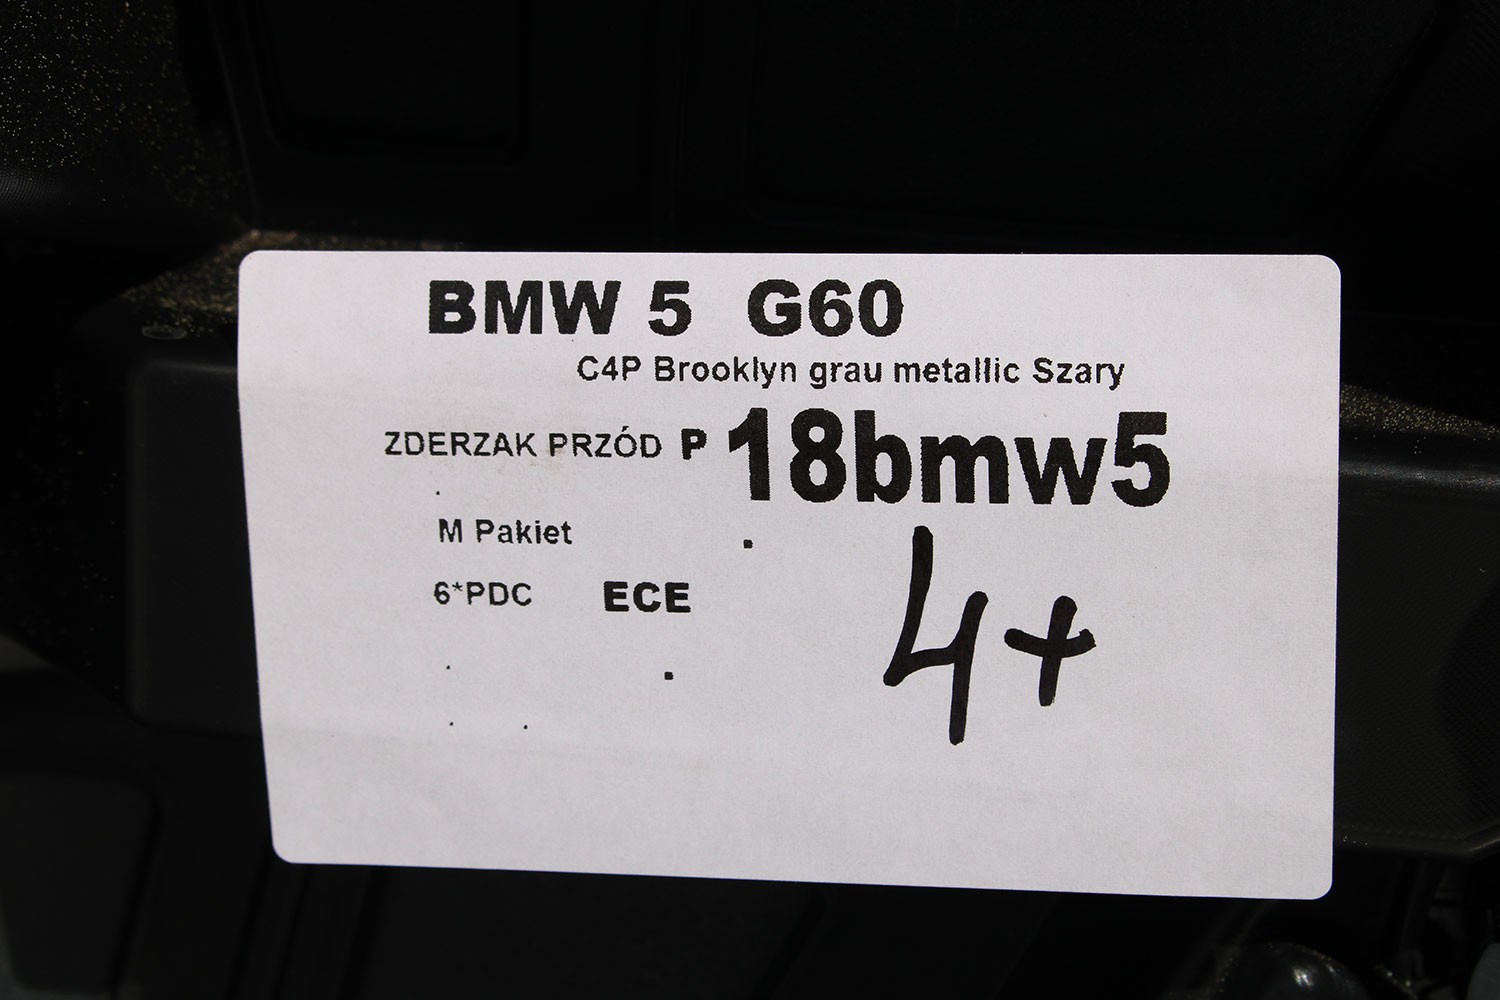 BMW 5 G60
C4P Brooklyn grau metallic Szary
ZDERZAK PRZÓD P 18bmw5
M Pakiet
6*PDC ECE
4+